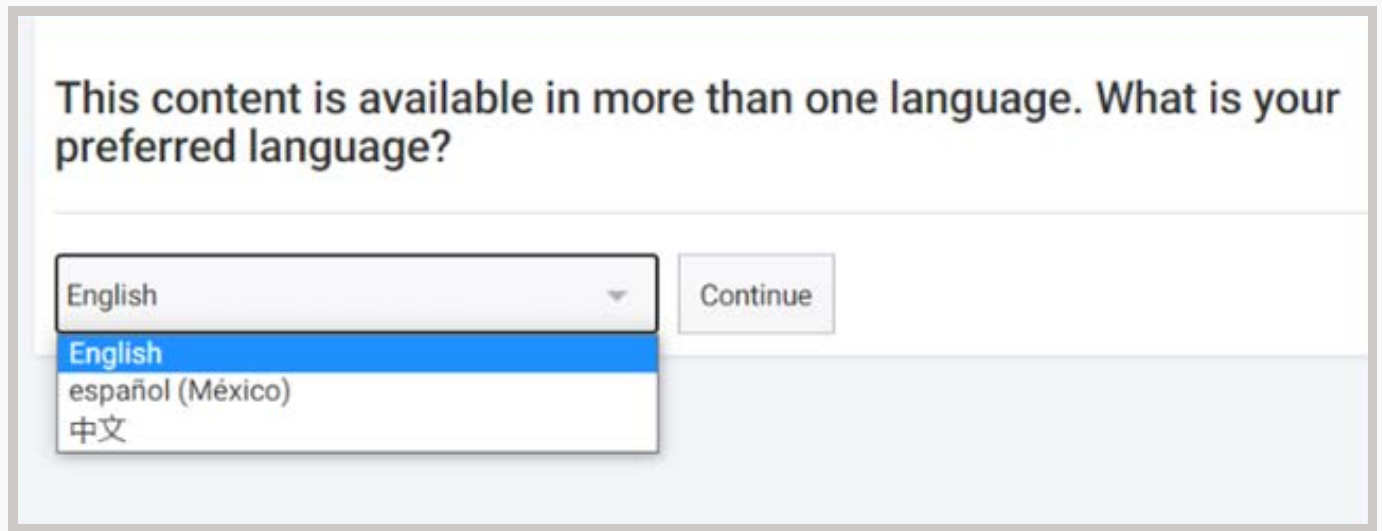 This content is available in more than one language. What is your
preferred language?
English
Continue
English
español (México)
中文